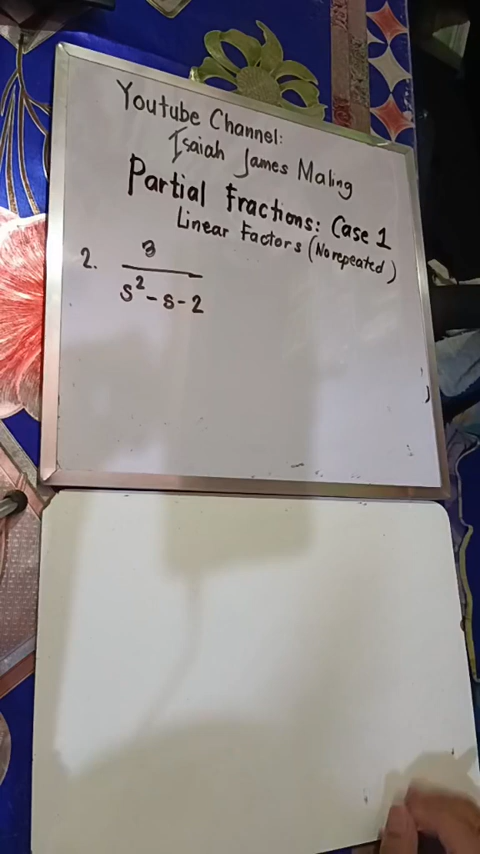 Youtube Channel:
Isaiah James Maling
Partial Fractions: Case 1
Linear Factors (No repeated)
2. 3
s² - s - 2